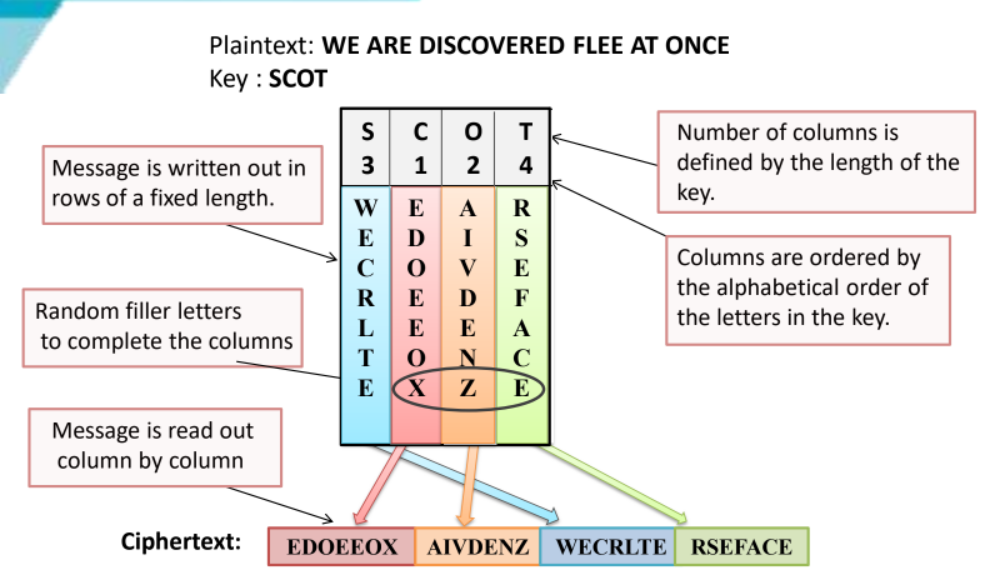 Plaintext: WE ARE DISCOVERED FLEE AT ONCE
Key : SCOT
S C O T
3 1 2 4
W E A R
E D I S
C O V E
R E D F
L E E A
T O N C
E X Z E
Message is written out in
rows of a fixed length.
Random filler letters
to complete the columns
Message is read out
column by column
Number of columns is
defined by the length of the
key.
Columns are ordered by
the alphabetical order of
the letters in the key.
Ciphertext: EDOEEOX AIVDENZ WECRLTE RSEFACE